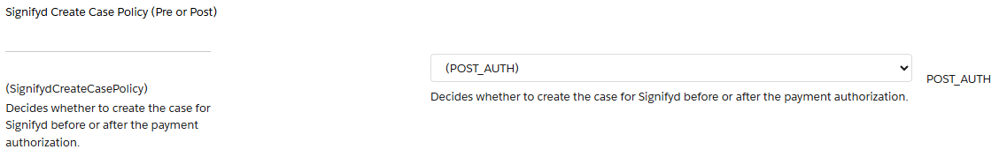 Signifyd Create Case Policy (Pre or Post)
(POST_AUTH)
POST_AUTH
(SignifydCreateCasePolicy)
Decides whether to create the case for Signifyd before or after the payment authorization.
Decides whether to create the case for
Signifyd before or after the payment
authorization.